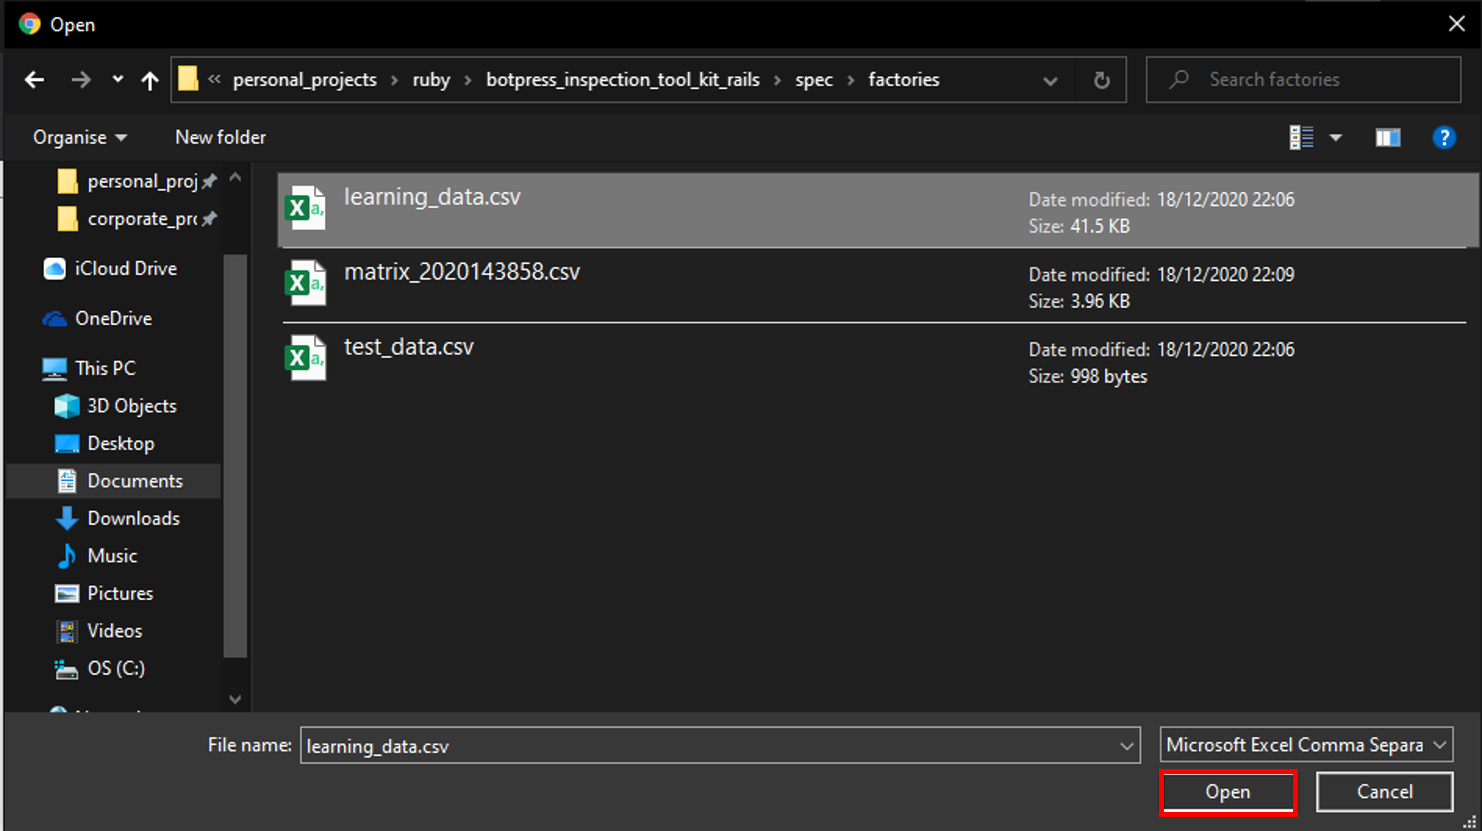 Open
« personal_projects › ruby › botpress_inspection_tool_kit_rails › spec › factories
Search factories
Organise
New folder
?
personal_proj
corporate_prc
iCloud Drive
OneDrive
This PC
3D Objects
Desktop
Documents
Downloads
Music
Pictures
Videos
OS (C:)
learning_data.csv
Date modified: 18/12/2020 22:06
Size: 41.5 KB
matrix_2020143858.csv
Date modified: 18/12/2020 22:09
Size: 3.96 KB
test_data.csv
Date modified: 18/12/2020 22:06
Size: 998 bytes
File name: learning_data.csv
Microsoft Excel Comma Separa
Open
Cancel